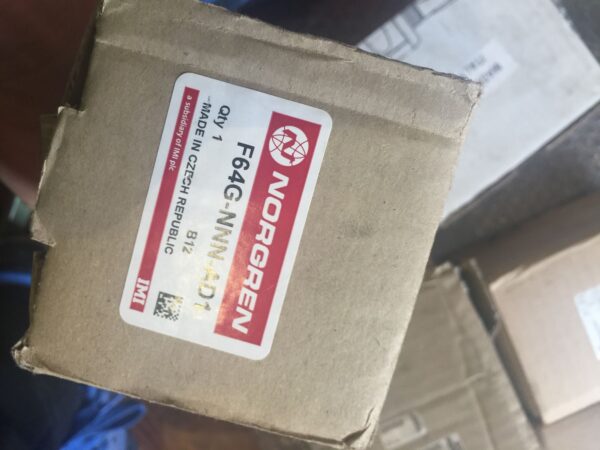 NORGREN
F64G-NNN-AD1
Qty 1
B12
MADE IN CZECH REPUBLIC
a subsidiary of IMI plc
IMI